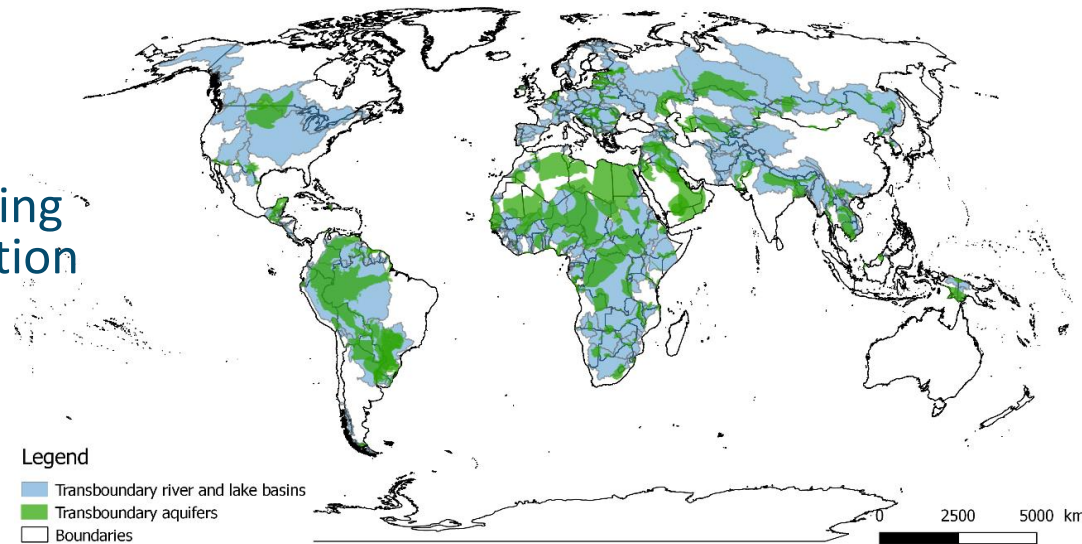 ing
tion
Legend
Transboundary river and lake basins
Transboundary aquifers
Boundaries
0 2500 5000 km